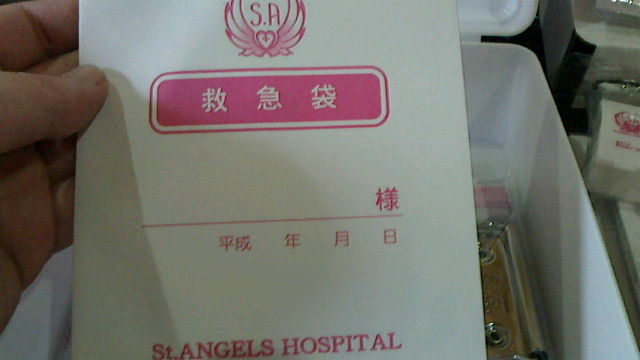 S.A
救急袋
様
平成 年 月 日
St.ANGELS HOSPITAL